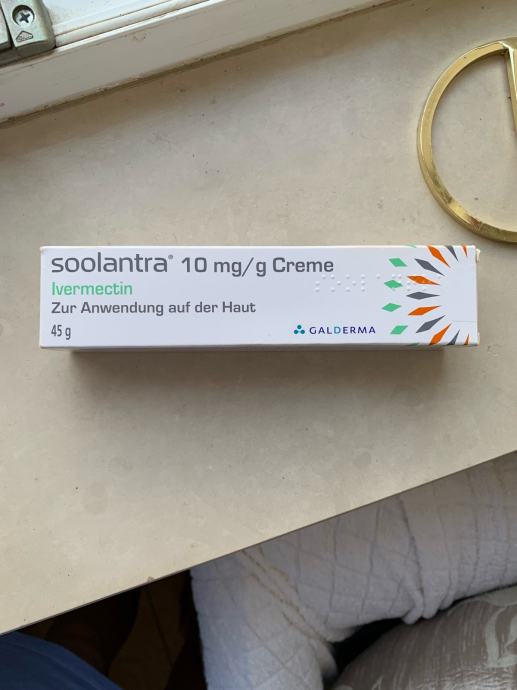 soolantra® 10 mg/g Creme
Ivermectin
Zur Anwendung auf der Haut
45 g
GALDERMA